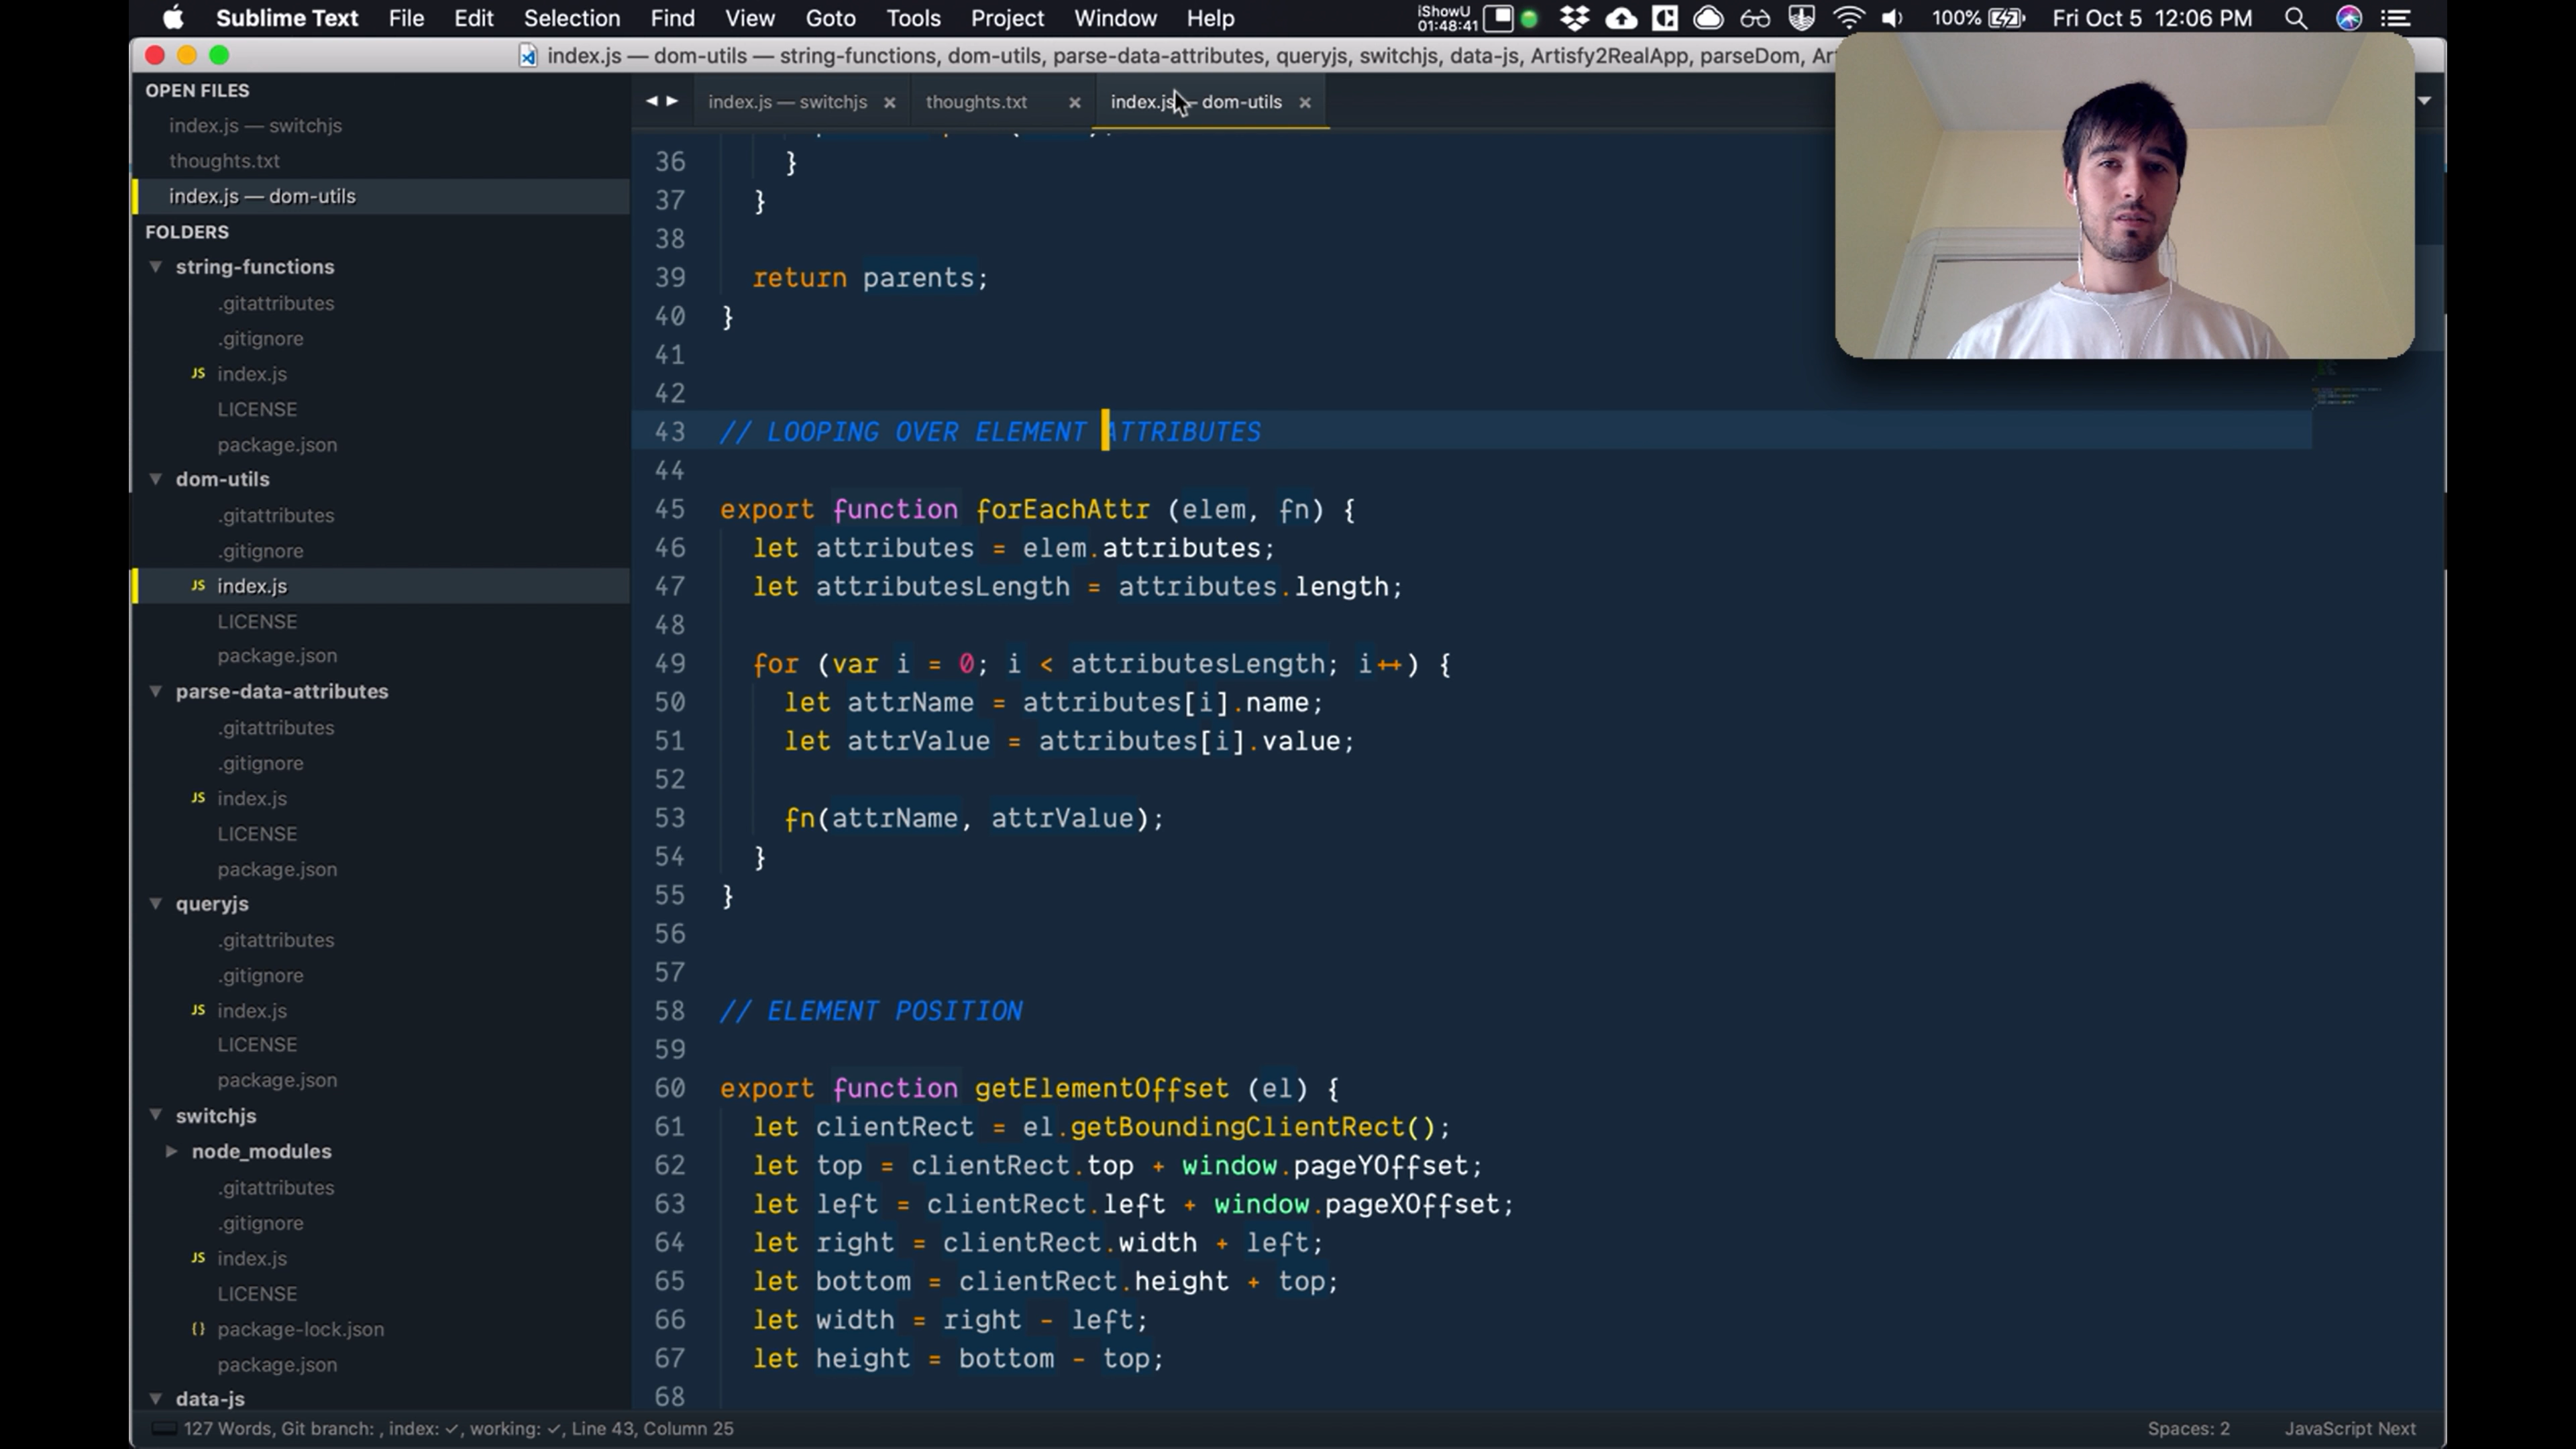 Sublime Text File Edit Selection Find View Goto Tools Project Window Help iShowU 01:48:41 100% Fri Oct 5 12:06 PM
index.js — dom-utils — string-functions, dom-utils, parse-data-attributes, queryjs, switchjs, data-js, Artisfy2RealApp, parseDom, Ar
OPEN FILES
index.js — switchjs
thoughts.txt
index.js — dom-utils
FOLDERS
string-functions
.gitattributes
.gitignore
JS index.js
LICENSE
package.json
dom-utils
.gitattributes
.gitignore
JS index.js
LICENSE
package.json
parse-data-attributes
.gitattributes
.gitignore
JS index.js
LICENSE
package.json
queryjs
.gitattributes
.gitignore
JS index.js
LICENSE
package.json
switchjs
node_modules
.gitattributes
.gitignore
JS index.js
LICENSE
{} package-lock.json
package.json
data-js
index.js — switchjs × thoughts.txt × index.js — dom-utils ×
36 }
37 }
38
39 return parents;
40 }
41
42
43 // LOOPING OVER ELEMENT ATTRIBUTES
44
45 export function forEachAttr (elem, fn) {
46 let attributes = elem.attributes;
47 let attributesLength = attributes.length;
48
49 for (var i = 0; i < attributesLength; i++) {
50 let attrName = attributes[i].name;
51 let attrValue = attributes[i].value;
52
53 fn(attrName, attrValue);
54 }
55 }
56
57
58 // ELEMENT POSITION
59
60 export function getElementOffset (el) {
61 let clientRect = el.getBoundingClientRect();
62 let top = clientRect.top + window.pageYOffset;
63 let left = clientRect.left + window.pageXOffset;
64 let right = clientRect.width + left;
65 let bottom = clientRect.height + top;
66 let width = right - left;
67 let height = bottom - top;
68
127 Words, Git branch: , index: ✓, working: ✓, Line 43, Column 25 Spaces: 2 JavaScript Next